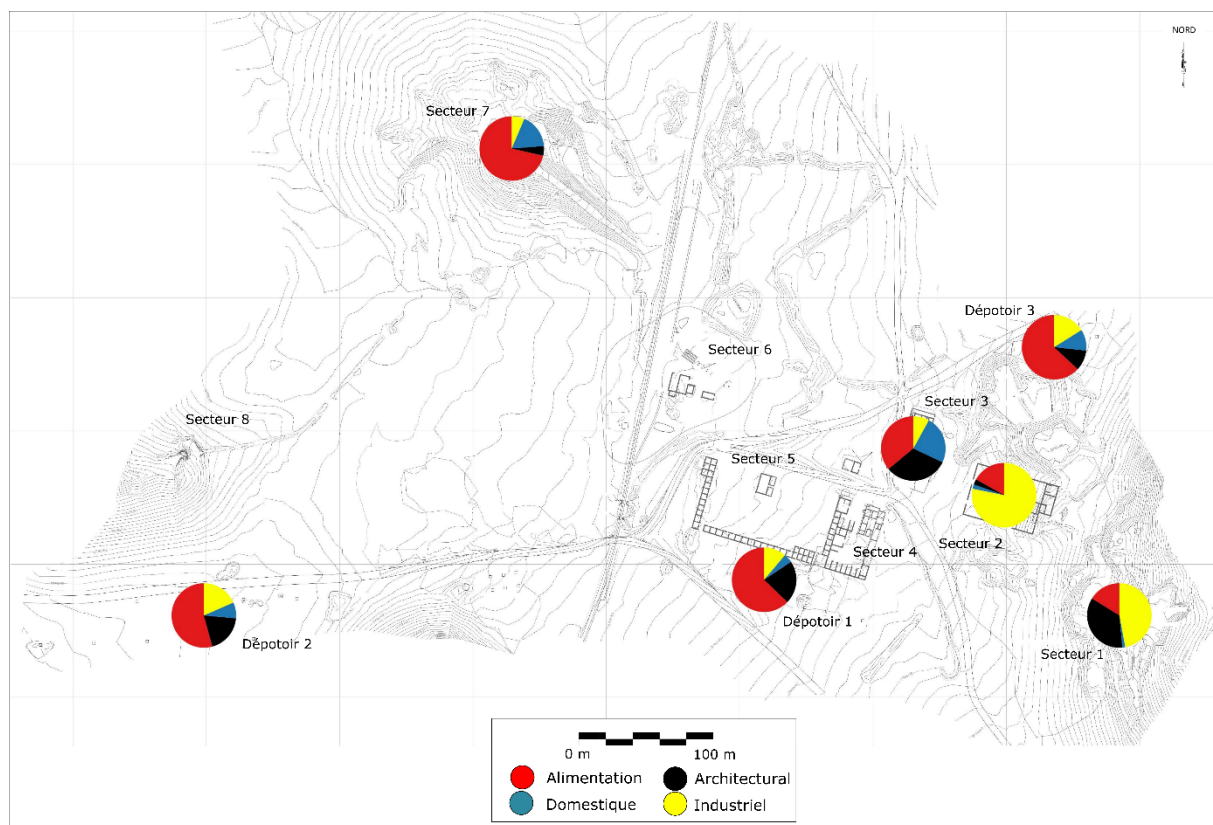 NORD
Secteur 7
Dépotoir 3
Secteur 6
Secteur 3
Secteur 8
Secteur 5
Secteur 2
Secteur 4
Dépotoir 1
Dépotoir 2
Secteur 1
0 m 100 m
Alimentation Architectural
Domestique Industriel